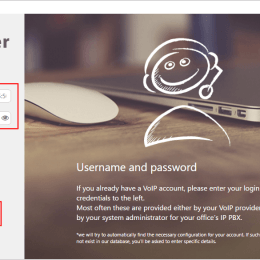 er
Username and password
If you already have a VoIP account, please enter your login
credentials to the left.
Most often these are provided either by your VoIP provider
by your system administrator for your office's IP PBX.
*we will try to automatically find the necessary configuration for your account. If such
not exist in our database, you'll be asked to enter specific details.